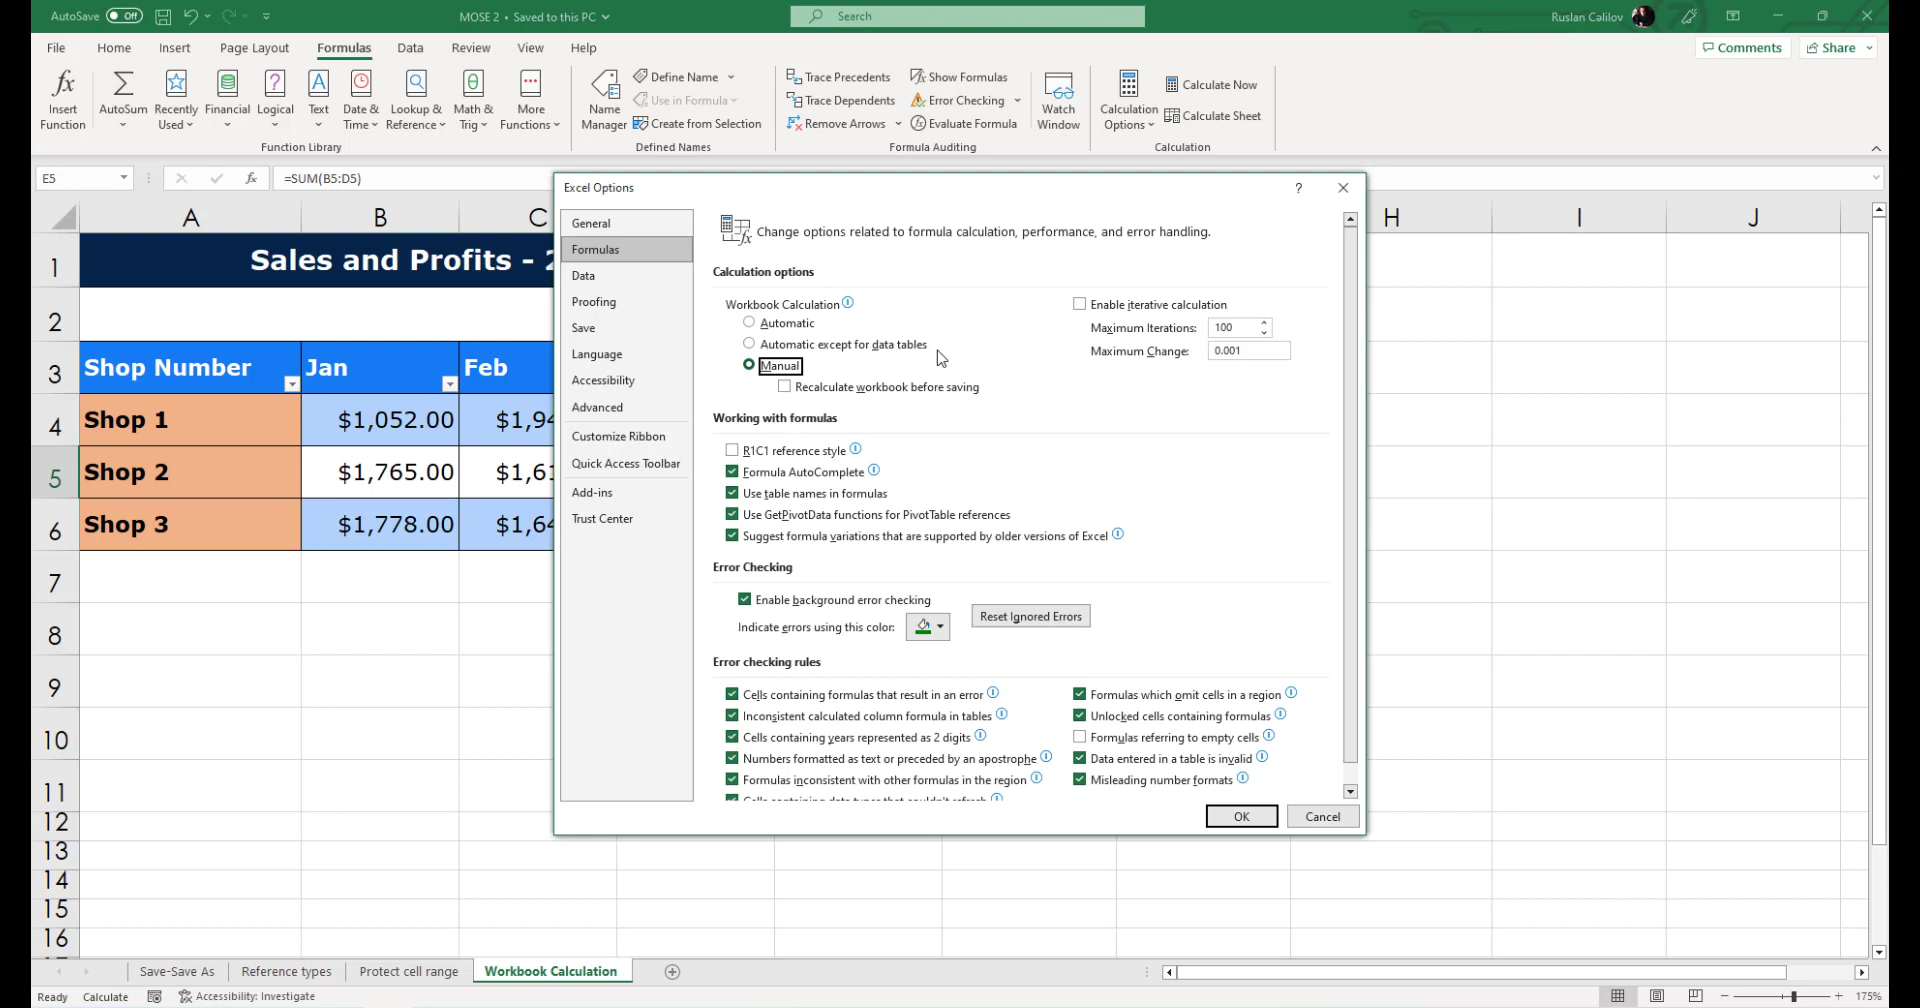 AutoSave Off
MOSE 2 • Saved to this PC
Search
Ruslan Calilov
File Home Insert Page Layout Formulas Data Review View Help
Comments Share
Insert Function
AutoSum
Recently Used
Financial
Logical
Text
Date & Time
Lookup & Reference
Math & Trig
More Functions
Function Library
Name Manager
Define Name
Use in Formula
Create from Selection
Defined Names
Trace Precedents
Trace Dependents
Remove Arrows
Show Formulas
Error Checking
Evaluate Formula
Formula Auditing
Watch Window
Calculation Options
Calculate Now
Calculate Sheet
Calculation
E5
fx =SUM(B5:D5)
A B C H I J
1 Sales and Profits - 2
2
3 Shop Number Jan Feb
4 Shop 1 $1,052.00 $1,94
5 Shop 2 $1,765.00 $1,61
6 Shop 3 $1,778.00 $1,64
7
8
9
10
11
12
13
14
15
16
Excel Options
?
General
Formulas
Data
Proofing
Save
Language
Accessibility
Advanced
Customize Ribbon
Quick Access Toolbar
Add-ins
Trust Center
Change options related to formula calculation, performance, and error handling.
Calculation options
Workbook Calculation
Automatic
Automatic except for data tables
Manual
Recalculate workbook before saving
Enable iterative calculation
Maximum Iterations: 100
Maximum Change: 0.001
Working with formulas
R1C1 reference style
Formula AutoComplete
Use table names in formulas
Use GetPivotData functions for PivotTable references
Suggest formula variations that are supported by older versions of Excel
Error Checking
Enable background error checking
Indicate errors using this color:
Reset Ignored Errors
Error checking rules
Cells containing formulas that result in an error
Inconsistent calculated column formula in tables
Cells containing years represented as 2 digits
Numbers formatted as text or preceded by an apostrophe
Formulas inconsistent with other formulas in the region
Cells containing data types that couldn't refresh
Formulas which omit cells in a region
Unlocked cells containing formulas
Formulas referring to empty cells
Data entered in a table is invalid
Misleading number formats
OK Cancel
Save-Save As Reference types Protect cell range Workbook Calculation
Ready Calculate Accessibility: Investigate
175%